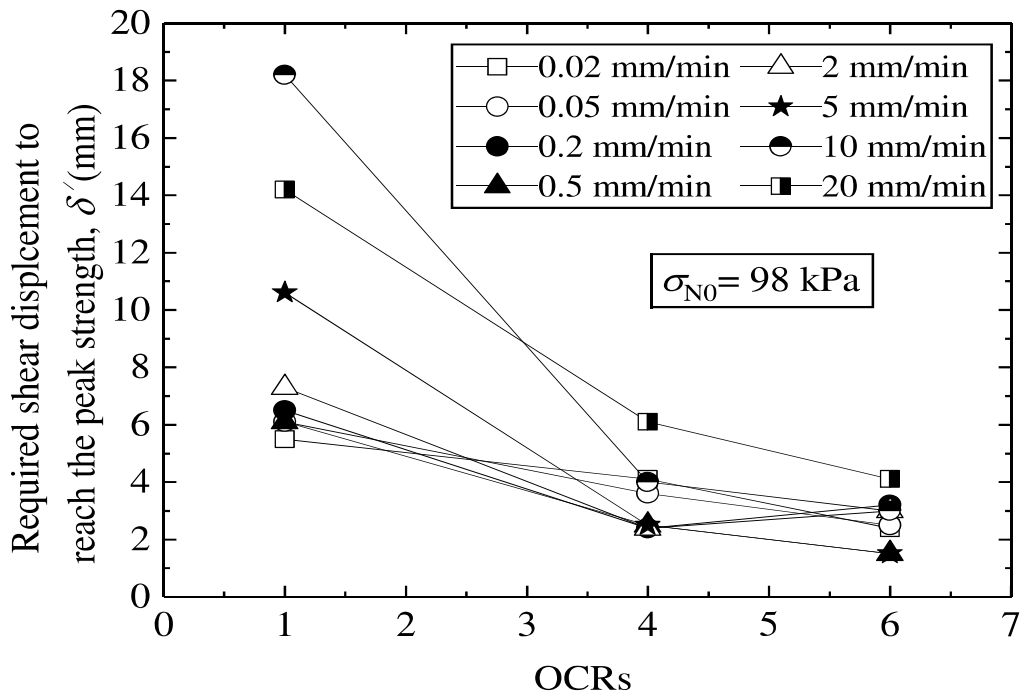 Required shear displcement to
reach the peak strength, δ′(mm)
20
18
16
14
12
10
8
6
4
2
0
0.02 mm/min
2 mm/min
0.05 mm/min
5 mm/min
0.2 mm/min
10 mm/min
0.5 mm/min
20 mm/min
σN0= 98 kPa
0 1 2 3 4 5 6 7
OCRs